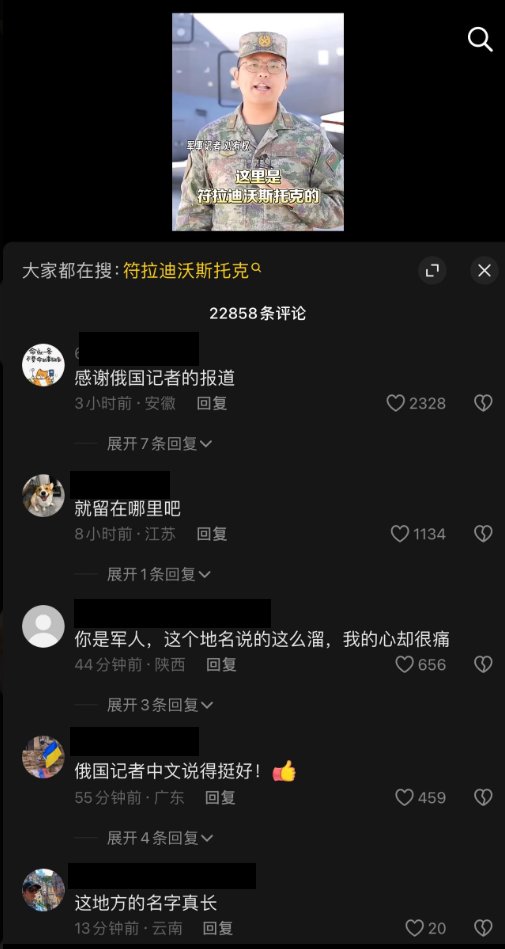 军事记者 刘海权
这里是
符拉迪沃斯托克的
大家都在搜:符拉迪沃斯托克
22858条评论
感谢俄国记者的报道
3小时前·安徽 回复 2328
展开7条回复
就留在哪里吧
8小时前·江苏 回复 1134
展开1条回复
你是军人，这个地名说的这么溜，我的心却很痛
44分钟前·陕西 回复 656
展开3条回复
俄国记者中文说得挺好！👍
55分钟前·广东 回复 459
展开4条回复
这地方的名字真长
13分钟前·云南 回复 20